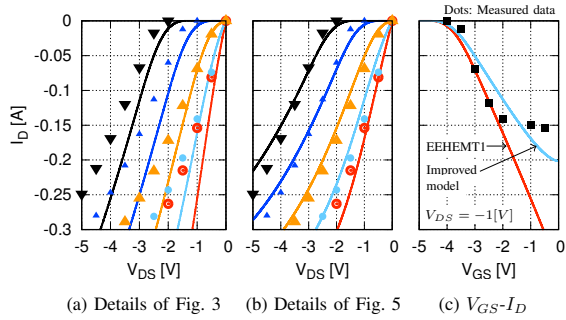 Dots: Measured data
0
-0.05
-0.1
-0.15
-0.2
-0.25
-0.3
I_D [A]
-5 -4 -3 -2 -1 0
V_DS [V]
-5 -4 -3 -2 -1 0
V_DS [V]
EEHEMT1
Improved
model
V_DS = −1[V]
-5 -4 -3 -2 -1 0
V_GS [V]
(a) Details of Fig. 3 (b) Details of Fig. 5 (c) V_GS-I_D